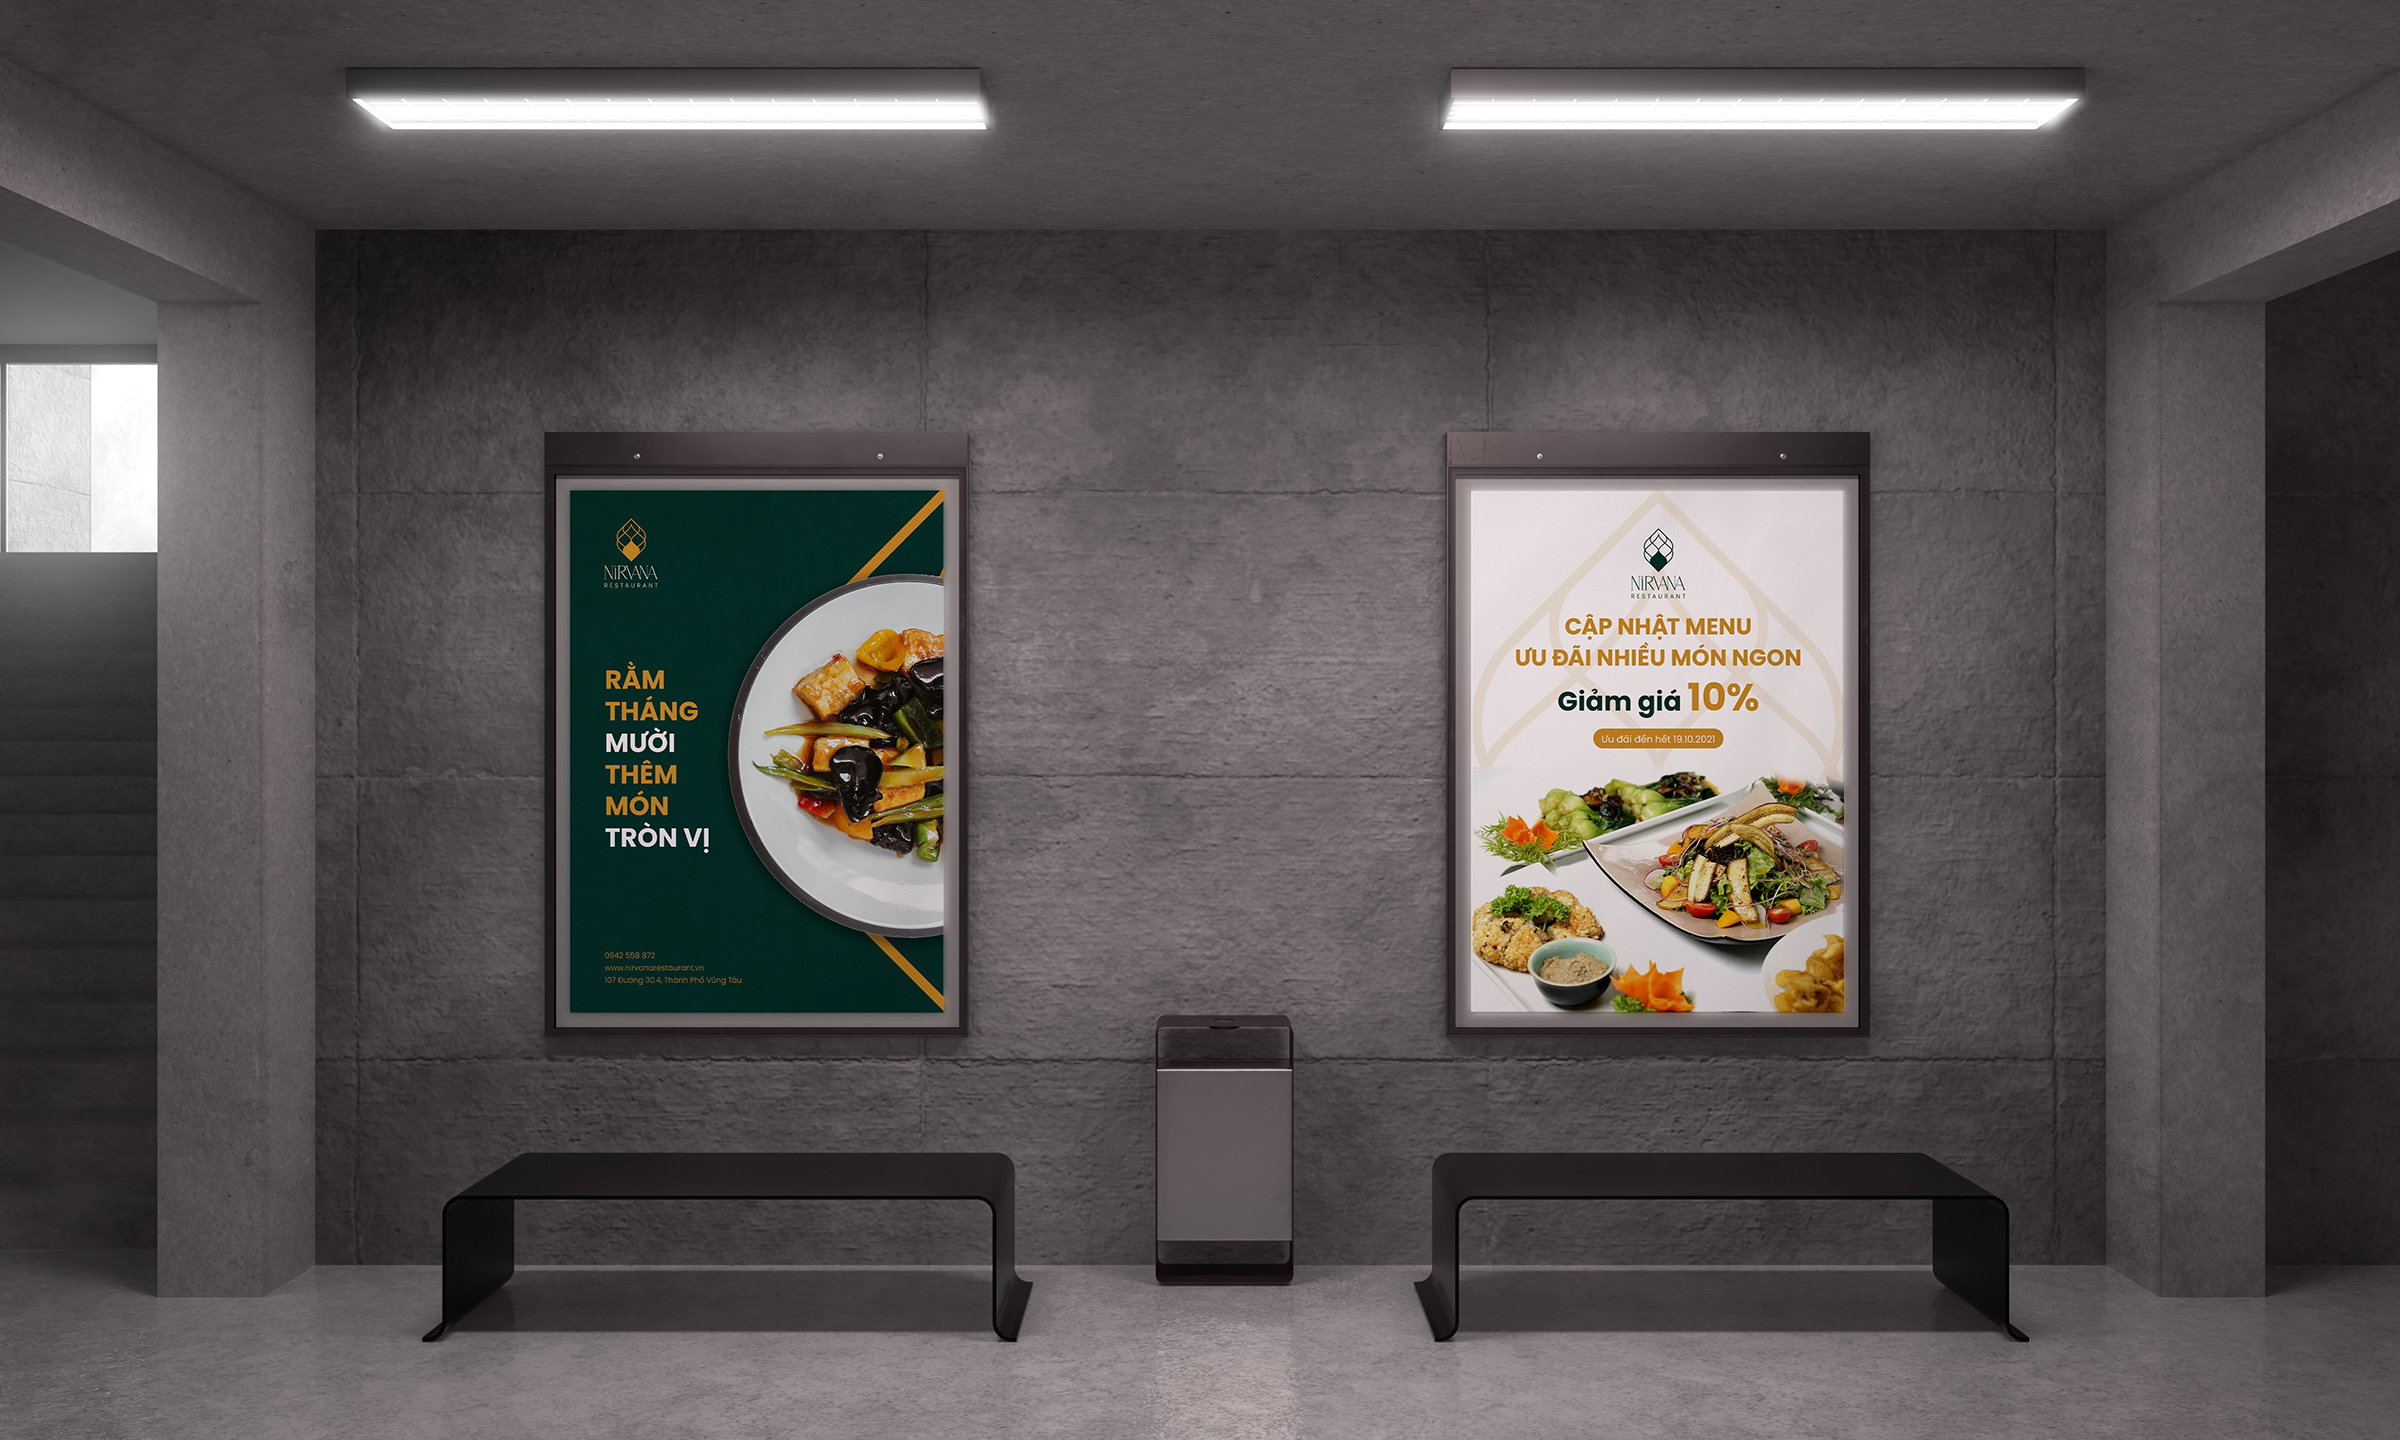 NIRVANA
RESTAURANT
RẰM
THÁNG
MƯỜI
THÊM
MÓN
TRÒN VỊ
0942 558 872
www.nirvanarestaurant.vn
107 Đường 30.4, Thành Phố Vũng Tàu
NIRVANA
RESTAURANT
CẬP NHẬT MENU
ƯU ĐÃI NHIỀU MÓN NGON
Giảm giá 10%
Ưu đãi đến hết 19.10.2021